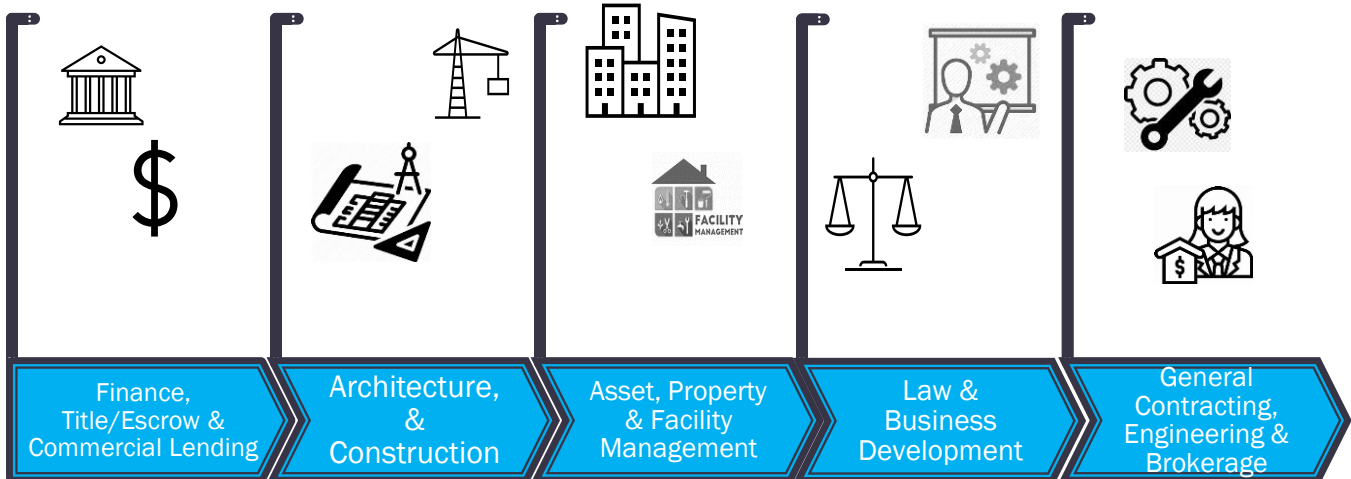 $
FACILITY
MANAGEMENT
$
Finance,
Title/Escrow &
Commercial Lending
Architecture,
&
Construction
Asset, Property
& Facility
Management
Law &
Business
Development
General
Contracting,
Engineering &
Brokerage